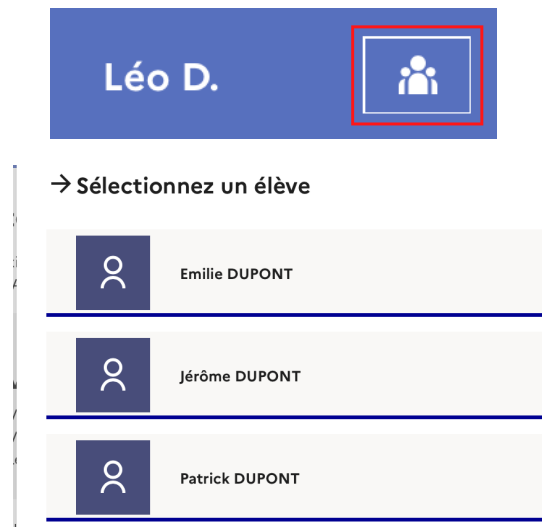 Léo D.
→ Sélectionnez un élève
Emilie DUPONT
Jérôme DUPONT
Patrick DUPONT